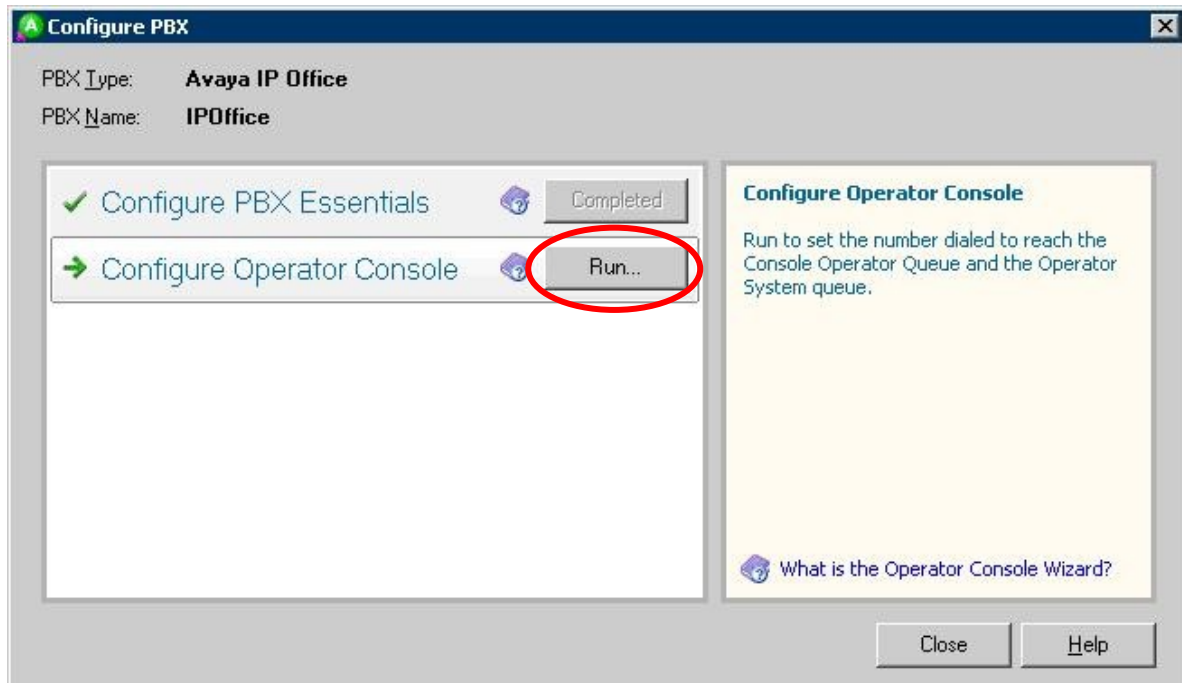 Configure PBX
PBX Type: Avaya IP Office
PBX Name: IPOffice
Configure PBX Essentials Completed
Configure Operator Console Run...
Configure Operator Console
Run to set the number dialed to reach the
Console Operator Queue and the Operator
System queue.
What is the Operator Console Wizard?
Close Help